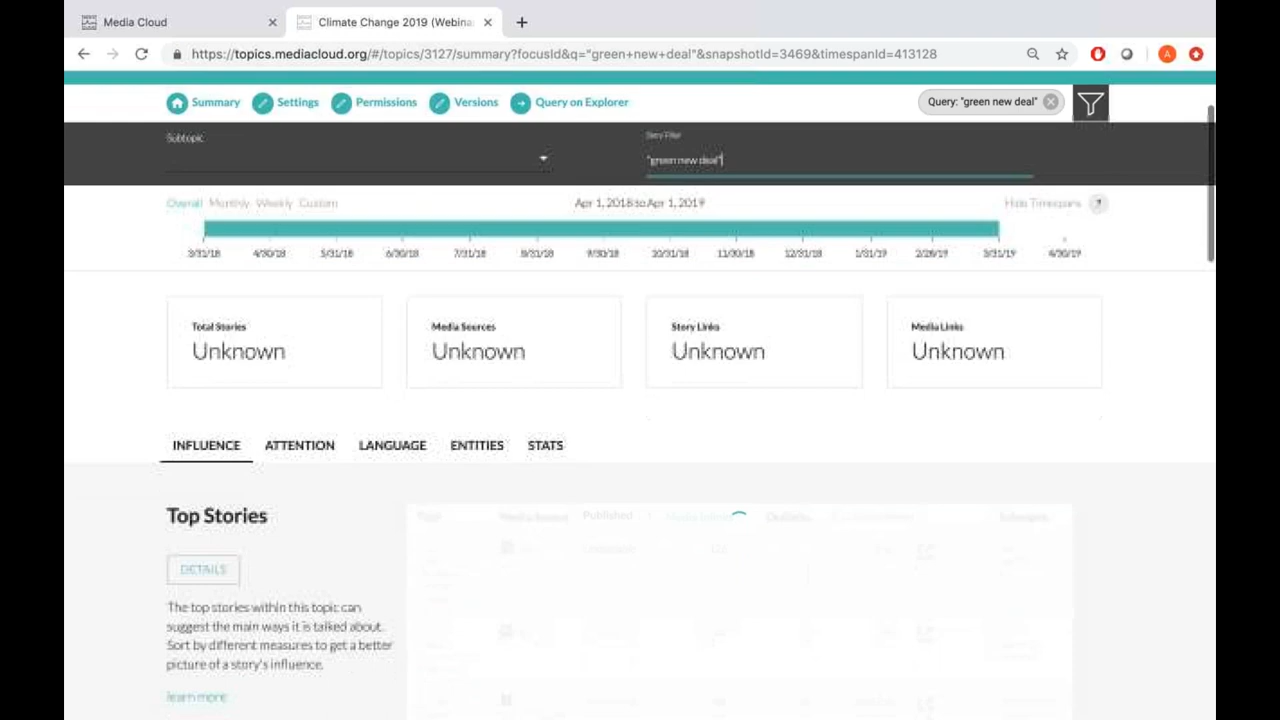 Media Cloud
Climate Change 2019 (Webina
https://topics.mediacloud.org/#/topics/3127/summary?focusId&q="green+new+deal"&snapshotId=3469&timespanId=413128
A
Summary Settings Permissions Versions Query on Explorer Query: "green new deal"
Subtopic Story Filter
"green new deal"
Overall Monthly Weekly Custom Apr 1, 2018 to Apr 1, 2019 Hide Timespans ?
3/31/18 4/30/18 5/31/18 6/30/18 7/31/18 8/31/18 9/30/18 10/31/18 11/30/18 12/31/18 1/31/19 2/28/19 3/31/19 4/30/19
Total Stories Media Sources Story Links Media Links
Unknown Unknown Unknown Unknown
INFLUENCE ATTENTION LANGUAGE ENTITIES STATS
Top Stories
Media Source Published
DETAILS
The top stories within this topic can
suggest the main ways it is talked about.
Sort by different measures to get a better
picture of a story's influence.
learn more